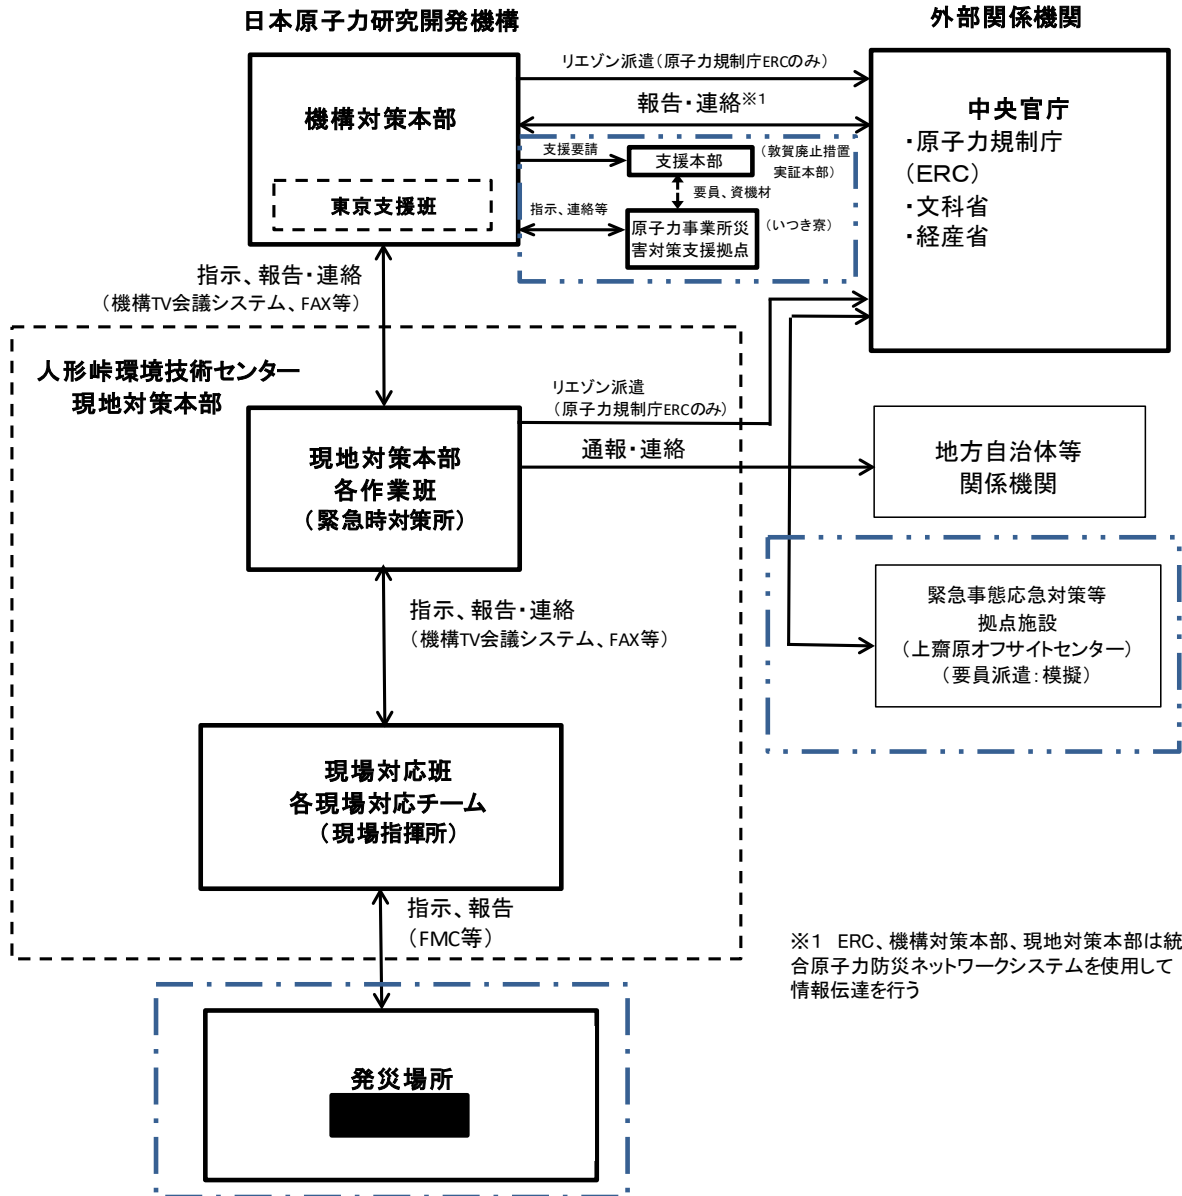 日本原子力研究開発機構
外部関係機関
機構対策本部
東京支援班
リエゾン派遣（原子力規制庁ERCのみ）
報告・連絡※1
支援要請
支援本部
（敦賀廃止措置
実証本部）
要員、資機材
指示、連絡等
原子力事業所災
害対策支援拠点
（いつき寮）
中央官庁
・原子力規制庁
（ERC）
・文科省
・経産省
指示、報告・連絡
（機構TV会議システム、FAX等）
人形峠環境技術センター
現地対策本部
リエゾン派遣
（原子力規制庁ERCのみ）
現地対策本部
各作業班
（緊急時対策所）
通報・連絡
地方自治体等
関係機関
指示、報告・連絡
（機構TV会議システム、FAX等）
緊急事態応急対策等
拠点施設
（上齋原オフサイトセンター）
（要員派遣：模擬）
現場対応班
各現場対応チーム
（現場指揮所）
指示、報告
（FMC等）
※1　ERC、機構対策本部、現地対策本部は統
合原子力防災ネットワークシステムを使用して
情報伝達を行う
発災場所